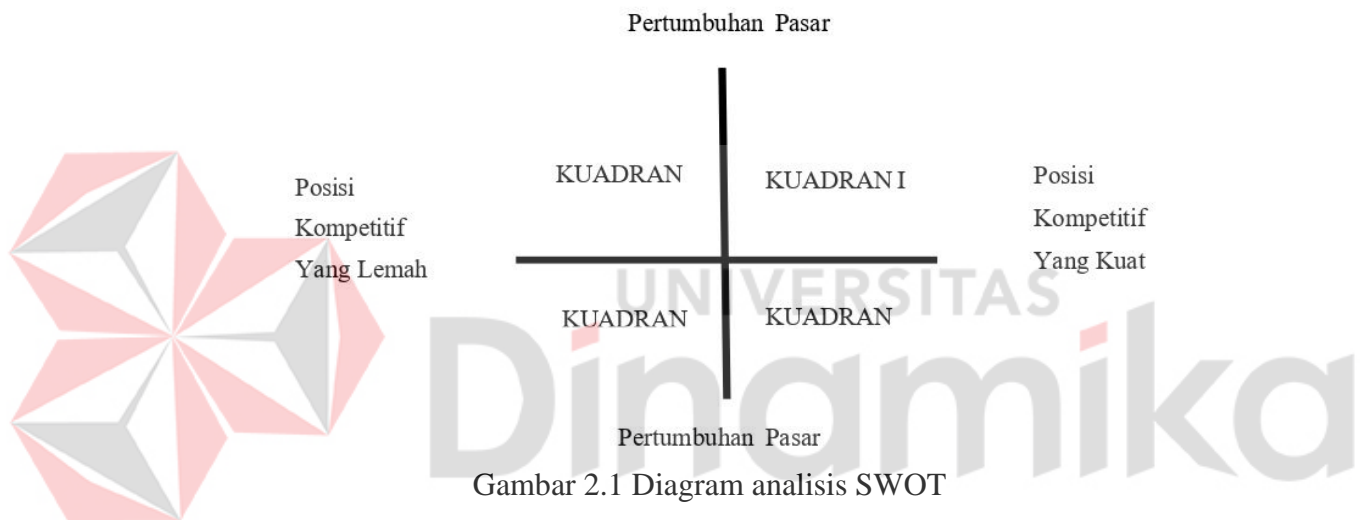 Pertumbuhan Pasar
KUADRAN
KUADRAN I
Posisi
Kompetitif
Yang Lemah
Posisi
Kompetitif
Yang Kuat
UNIVERSITAS
Dinamika
KUADRAN
KUADRAN
Pertumbuhan Pasar
Gambar 2.1 Diagram analisis SWOT